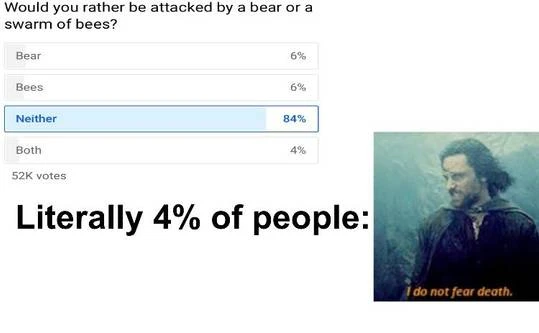 Would you rather be attacked by a bear or a
swarm of bees?
Bear 6%
Bees 6%
Neither 84%
Both 4%
52K votes
Literally 4% of people:
I do not fear death.